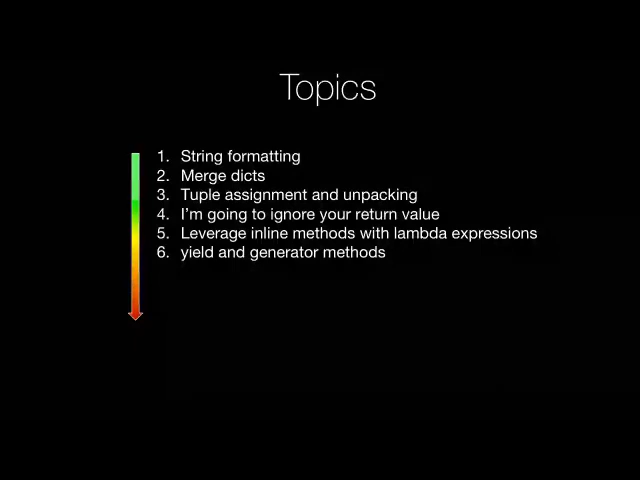 Topics
1. String formatting
2. Merge dicts
3. Tuple assignment and unpacking
4. I'm going to ignore your return value
5. Leverage inline methods with lambda expressions
6. yield and generator methods